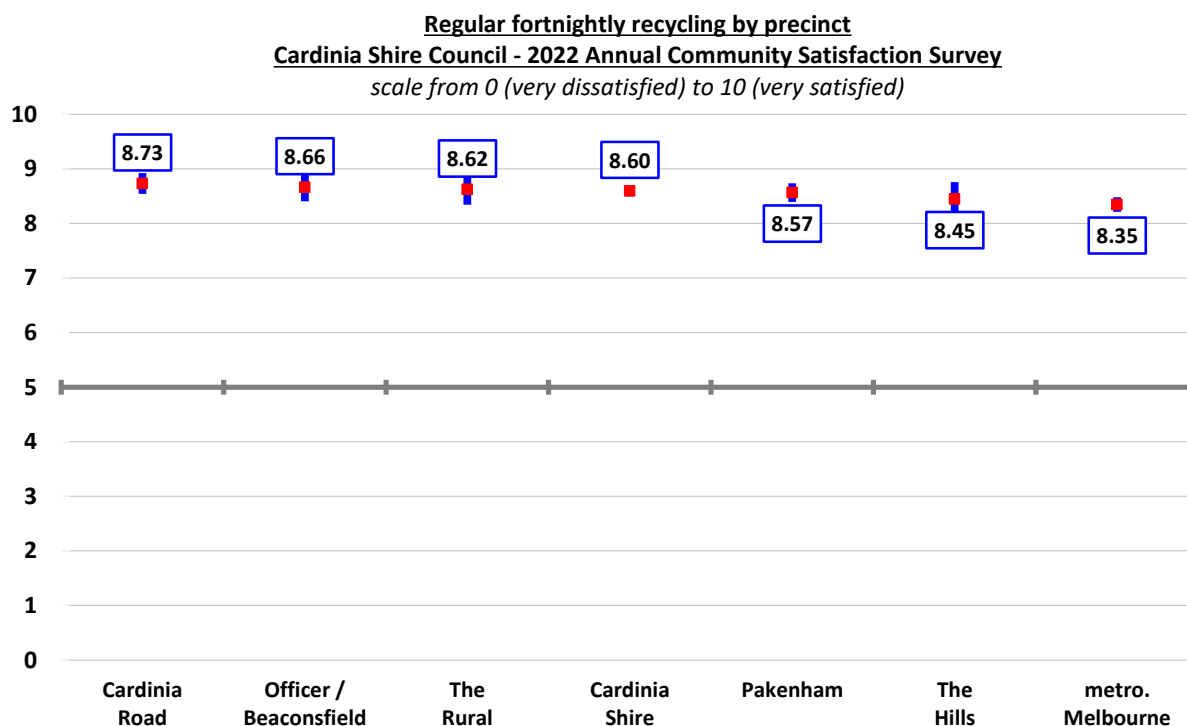 Regular fortnightly recycling by precinct
Cardinia Shire Council - 2022 Annual Community Satisfaction Survey
scale from 0 (very dissatisfied) to 10 (very satisfied)
10
9
8
7
6
5
4
3
2
1
0
8.73
8.66
8.62
8.60
8.57
8.45
8.35
Cardinia
Road
Officer /
Beaconsfield
The
Rural
Cardinia
Shire
Pakenham
The
Hills
metro.
Melbourne